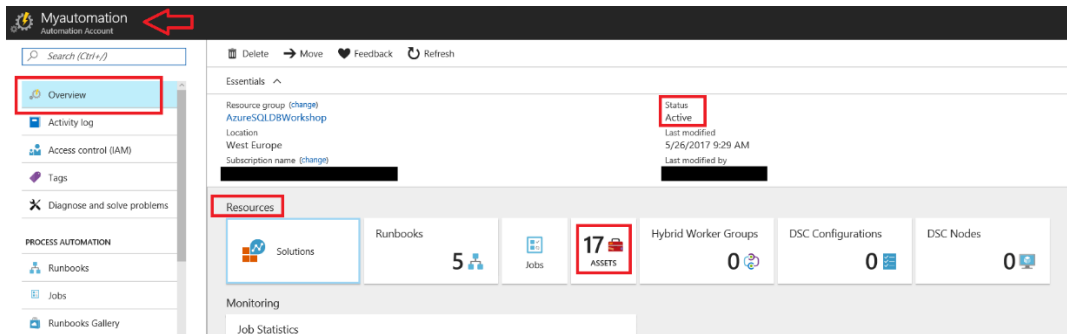 Myautomation
Automation Account
Search (Ctrl+/)
Overview
Activity log
Access control (IAM)
Tags
Diagnose and solve problems
PROCESS AUTOMATION
Runbooks
Jobs
Runbooks Gallery
Delete Move Feedback Refresh
Essentials
Resource group (change)
AzureSQLDBWorkshop
Location
West Europe
Subscription name (change)
Status
Active
Last modified
5/26/2017 9:29 AM
Last modified by
Resources
Solutions
Runbooks
5
Jobs
17
ASSETS
Hybrid Worker Groups
0
DSC Configurations
0
DSC Nodes
0
Monitoring
Job Statistics